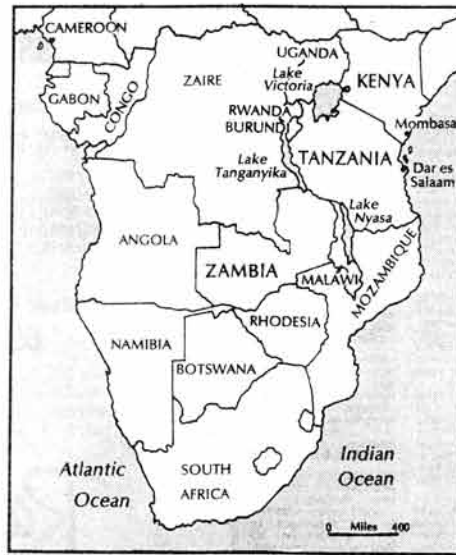 CAMEROON
UGANDA
Lake
Victoria
KENYA
ZAIRE
GABON
CONGO
RWANDA
BURUNDI
Mombasa
TANZANIA
Lake
Tanganyika
Dar es
Salaam
Lake
Nyasa
ANGOLA
ZAMBIA
MALAWI
MOZAMBIQUE
RHODESIA
NAMIBIA
BOTSWANA
Atlantic
Ocean
SOUTH
AFRICA
Indian
Ocean
0 Miles 400